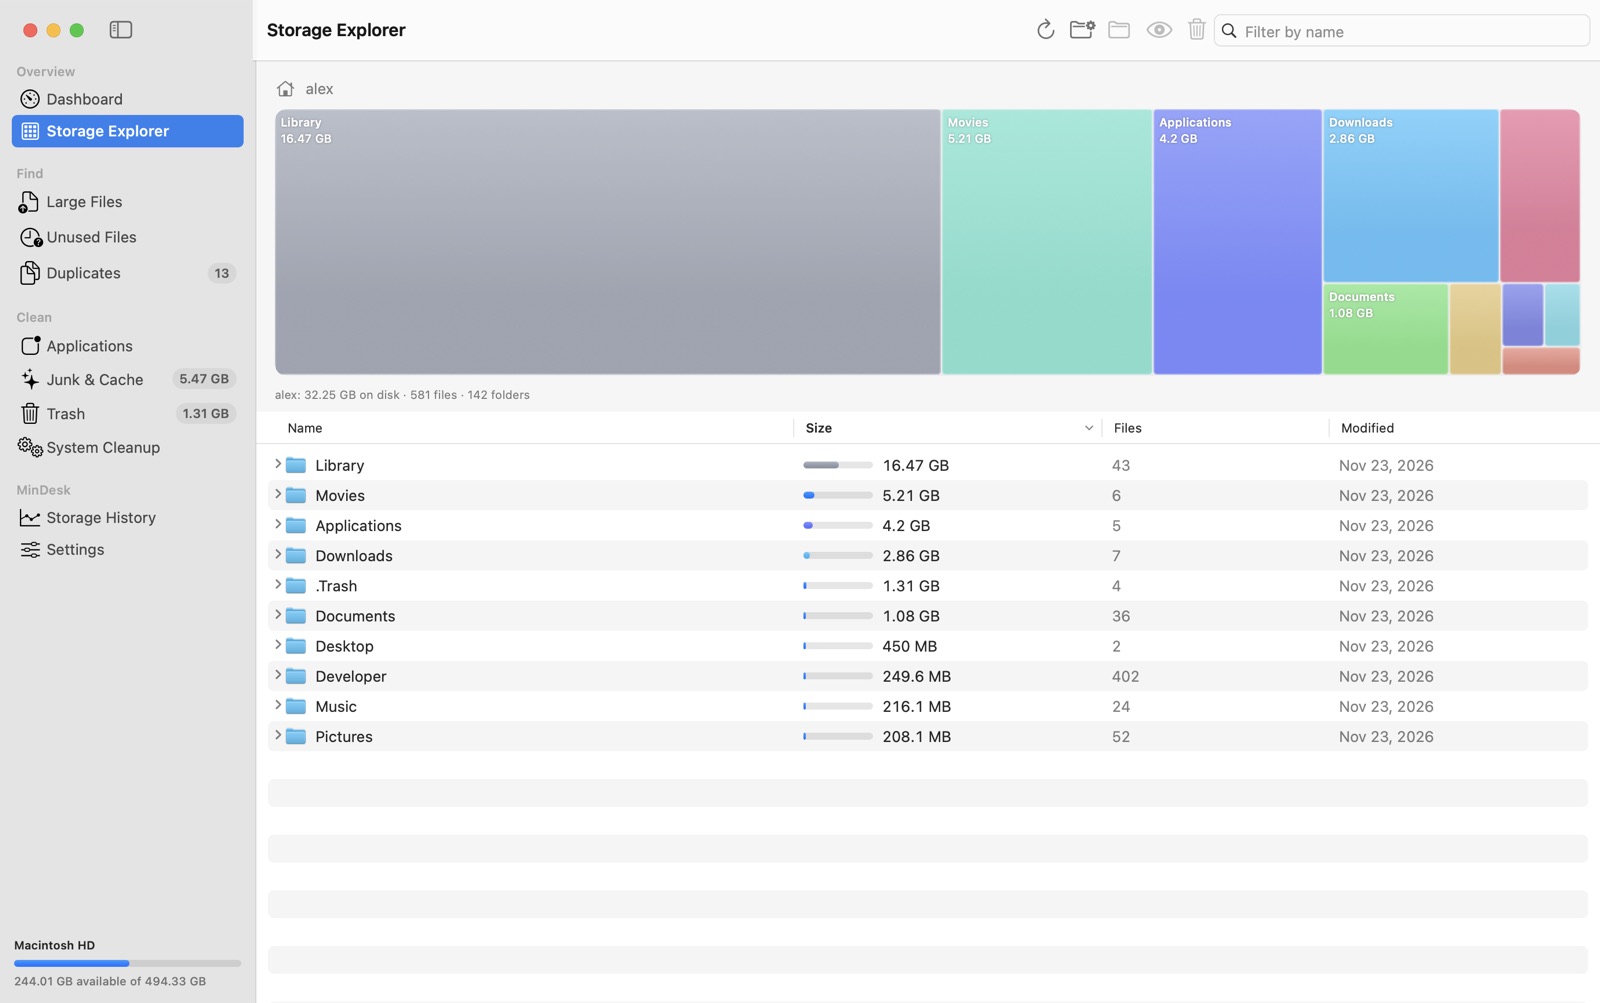 Storage Explorer
Filter by name
Overview
Dashboard
Storage Explorer
Find
Large Files
Unused Files
Duplicates 13
Clean
Applications
Junk & Cache 5.47 GB
Trash 1.31 GB
System Cleanup
MinDesk
Storage History
Settings
Macintosh HD
244.01 GB available of 494.33 GB
alex
Library
16.47 GB
Movies
5.21 GB
Applications
4.2 GB
Downloads
2.86 GB
Documents
1.08 GB
alex: 32.25 GB on disk · 581 files · 142 folders
Name Size Files Modified
Library 16.47 GB 43 Nov 23, 2026
Movies 5.21 GB 6 Nov 23, 2026
Applications 4.2 GB 5 Nov 23, 2026
Downloads 2.86 GB 7 Nov 23, 2026
.Trash 1.31 GB 4 Nov 23, 2026
Documents 1.08 GB 36 Nov 23, 2026
Desktop 450 MB 2 Nov 23, 2026
Developer 249.6 MB 402 Nov 23, 2026
Music 216.1 MB 24 Nov 23, 2026
Pictures 208.1 MB 52 Nov 23, 2026